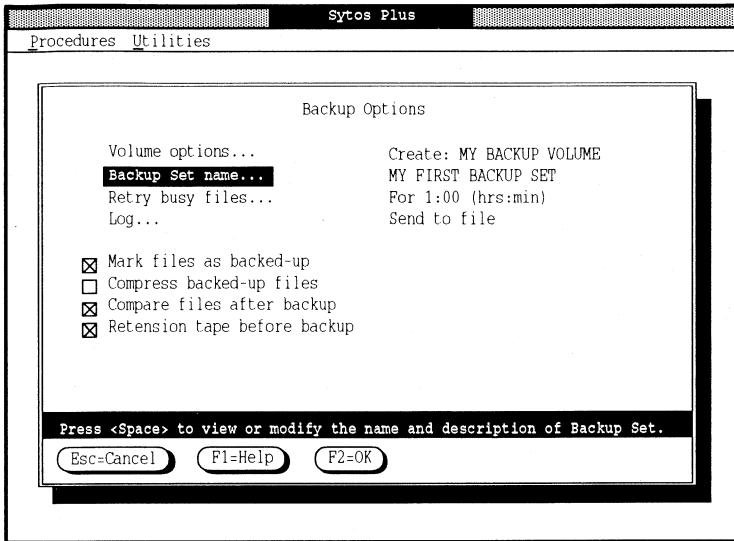 Sytos Plus
Procedures Utilities
Backup Options
Volume options... Create: MY BACKUP VOLUME
Backup Set name... MY FIRST BACKUP SET
Retry busy files... For 1:00 (hrs:min)
Log... Send to file
Mark files as backed-up
Compress backed-up files
Compare files after backup
Retension tape before backup
Press <Space> to view or modify the name and description of Backup Set.
Esc=Cancel F1=Help F2=OK